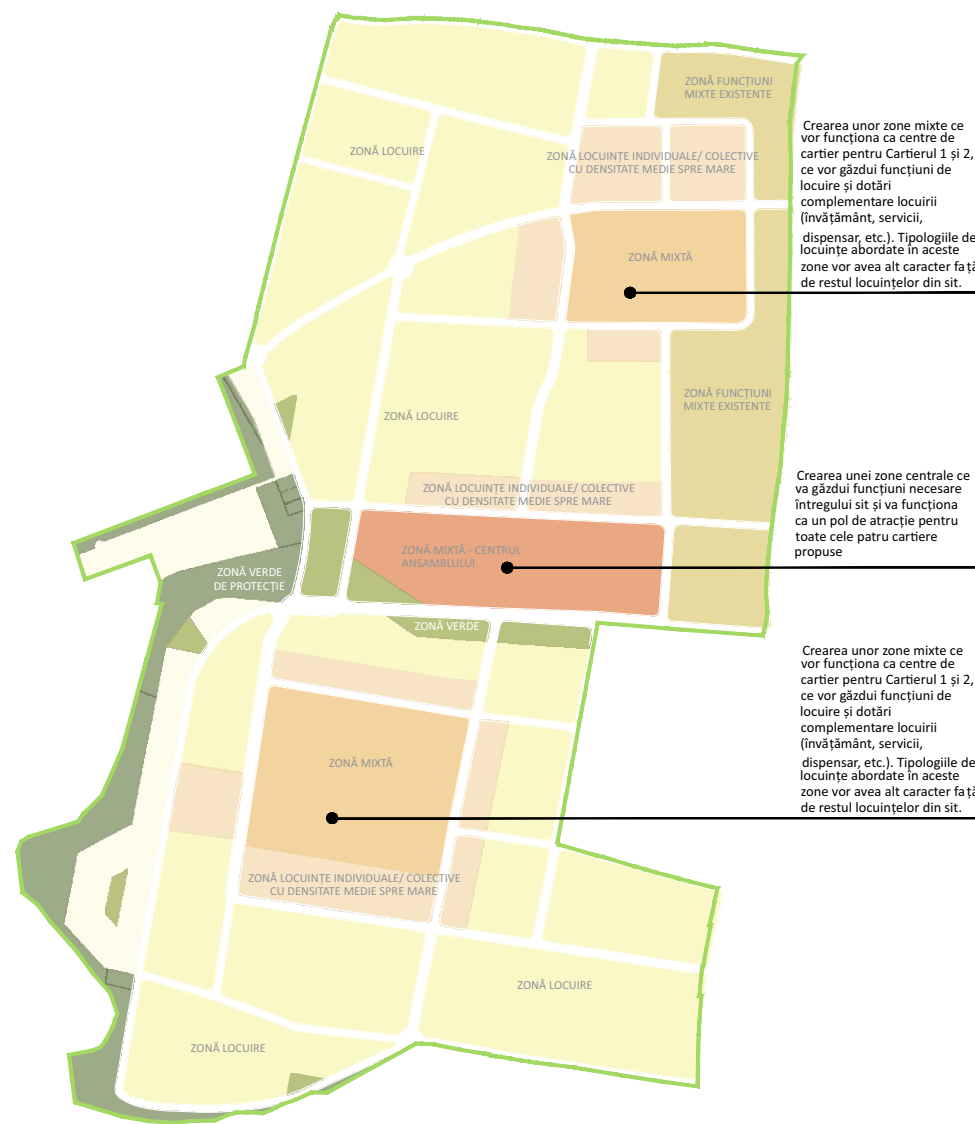 ZONĂ FUNCȚIUNI
MIXTE EXISTENTE
ZONĂ LOCUIRE
ZONĂ LOCUINȚE INDIVIDUALE/ COLECTIVE
CU DENSITATE MEDIE SPRE MARE
Crearea unor zone mixte ce
vor funcționa ca centre de
cartier pentru Cartierul 1 și 2,
ce vor găzdui funcțiuni de
locuire și dotări
complementare locuirii
(învățământ, servicii,
dispensar, etc.). Tipologiile de
locuințe abordate în aceste
zone vor avea alt caracter față
de restul locuințelor din sit.
ZONĂ MIXTĂ
ZONĂ FUNCȚIUNI
MIXTE EXISTENTE
ZONĂ LOCUIRE
ZONĂ LOCUINȚE INDIVIDUALE/ COLECTIVE
CU DENSITATE MEDIE SPRE MARE
Crearea unei zone centrale ce
va găzdui funcțiuni necesare
întregului sit și va funcționa
ca un pol de atracție pentru
toate cele patru cartiere
propuse
ZONĂ MIXTĂ - CENTRUL
ANSAMBLULUI
ZONĂ VERDE
DE PROTECȚIE
ZONĂ VERDE
Crearea unor zone mixte ce
vor funcționa ca centre de
cartier pentru Cartierul 1 și 2,
ce vor găzdui funcțiuni de
locuire și dotări
complementare locuirii
(învățământ, servicii,
dispensar, etc.). Tipologiile de
locuințe abordate în aceste
zone vor avea alt caracter față
de restul locuințelor din sit.
ZONĂ MIXTĂ
ZONĂ LOCUINȚE INDIVIDUALE/ COLECTIVE
CU DENSITATE MEDIE SPRE MARE
ZONĂ LOCUIRE
ZONĂ LOCUIRE